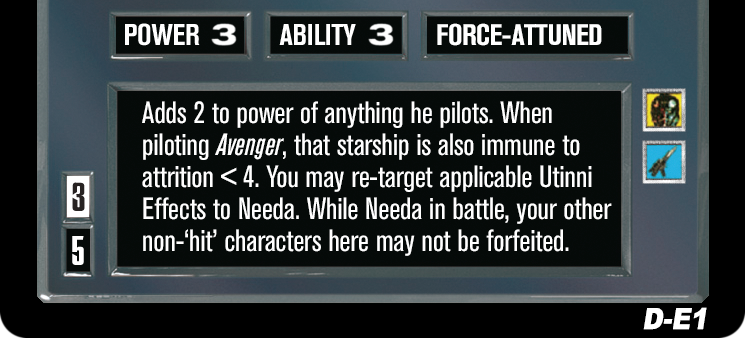 POWER 3 ABILITY 3 FORCE-ATTUNED
Adds 2 to power of anything he pilots. When
piloting Avenger, that starship is also immune to
attrition < 4. You may re-target applicable Utinni
Effects to Needa. While Needa in battle, your other
non-‘hit’ characters here may not be forfeited.
3
5
D-E1